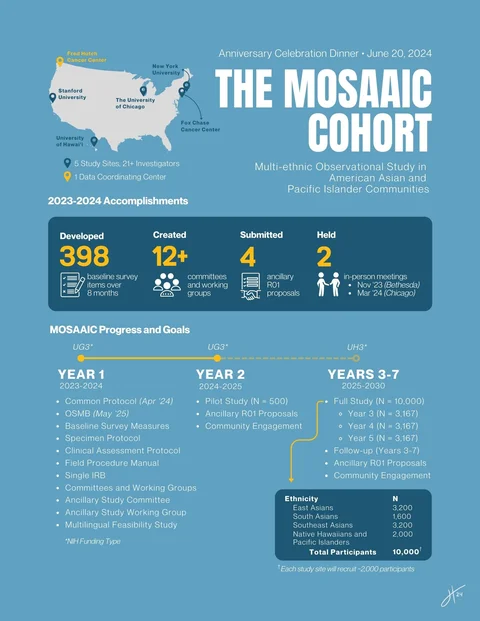 Anniversary Celebration Dinner • June 20, 2024
THE MOSAAIC
COHORT
Multi-ethnic Observational Study in
American Asian and
Pacific Islander Communities
Fred Hutch
Cancer Center
New York
University
Stanford
University
The University
of Chicago
Fox Chase
Cancer Center
University
of Hawai'i
5 Study Sites, 21+ Investigators
1 Data Coordinating Center
2023-2024 Accomplishments
Developed
398
baseline survey
items over
8 months
Created
12+
committees
and working
groups
Submitted
4
ancillary
R01
proposals
Held
2
in-person meetings
• Nov '23 (Bethesda)
• Mar '24 (Chicago)
MOSAAIC Progress and Goals
UG3*
UG3*
UH3*
YEAR 1
2023-2024
• Common Protocol (Apr '24)
• OSMB (May '25)
• Baseline Survey Measures
• Specimen Protocol
• Clinical Assessment Protocol
• Field Procedure Manual
• Single IRB
• Committees and Working Groups
• Ancillary Study Committee
• Ancillary Study Working Group
• Multilingual Feasibility Study
*NIH Funding Type
YEAR 2
2024-2025
• Pilot Study (N = 500)
• Ancillary R01 Proposals
• Community Engagement
YEARS 3-7
2025-2030
• Full Study (N = 10,000)
Year 3 (N = 3,167)
Year 4 (N = 3,167)
Year 5 (N = 3,167)
• Follow-up (Years 3-7)
• Ancillary R01 Proposals
• Community Engagement
Ethnicity N
East Asians 3,200
South Asians 1,600
Southeast Asians 3,200
Native Hawaiians and 2,000
Pacific Islanders
Total Participants 10,000†
† Each study site will recruit ~2,000 participants